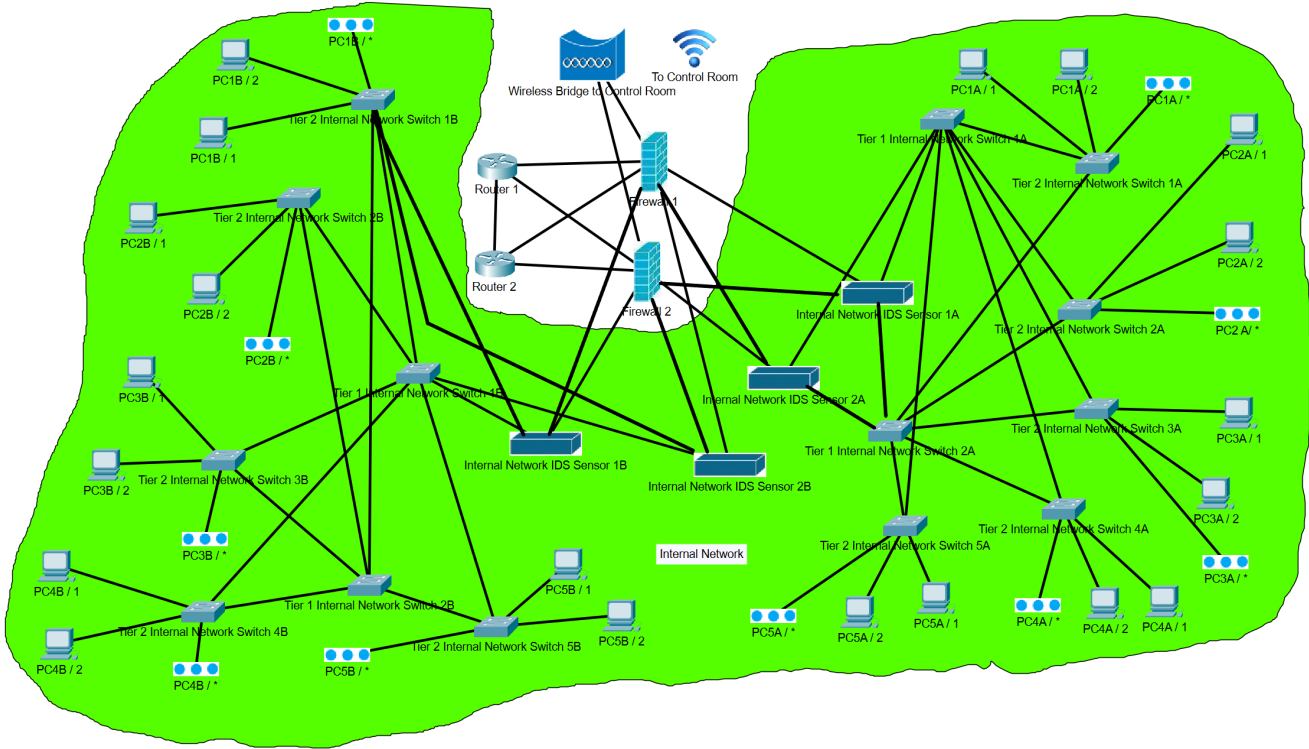 PC1B / *
PC1B / 2
Tier 2 Internal Network Switch 1B
PC1B / 1
Tier 2 Internal Network Switch 2B
PC2B / 1
PC2B / 2
PC2B / *
PC3B / 1
Tier 1 Internal Network Switch 1B
PC3B / 2
Tier 2 Internal Network Switch 3B
PC3B / *
PC4B / 1
Tier 1 Internal Network Switch 2B
Tier 2 Internal Network Switch 4B
PC4B / 2
PC4B / *
PC5B / 1
PC5B / 2
Tier 2 Internal Network Switch 5B
PC5B / *
To Control Room
Wireless Bridge to Control Room
Router 1
Firewall 1
Router 2
Firewall 2
Internal Network IDS Sensor 1A
Internal Network IDS Sensor 2A
Internal Network IDS Sensor 1B
Internal Network IDS Sensor 2B
Internal Network
PC1A / 1
PC1A / 2
PC1A / *
Tier 1 Internal Network Switch 1A
PC2A / 1
Tier 2 Internal Network Switch 1A
PC2A / 2
Tier 2 Internal Network Switch 2A
PC2 A/ *
Tier 2 Internal Network Switch 3A
PC3A / 1
Tier 1 Internal Network Switch 2A
PC3A / 2
Tier 2 Internal Network Switch 4A
Tier 2 Internal Network Switch 5A
PC3A / *
PC5A / *
PC5A / 2
PC5A / 1
PC4A / *
PC4A / 2
PC4A / 1